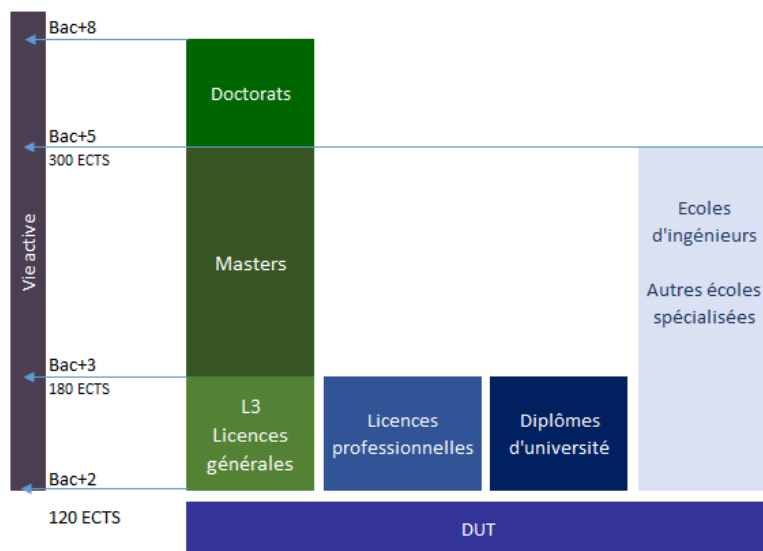 Bac+8
Doctorats
Bac+5
300 ECTS
Vie active
Masters
Ecoles
d'ingénieurs
Autres écoles
spécialisées
Bac+3
180 ECTS
L3
Licences
générales
Licences
professionnelles
Diplômes
d'université
Bac+2
120 ECTS
DUT